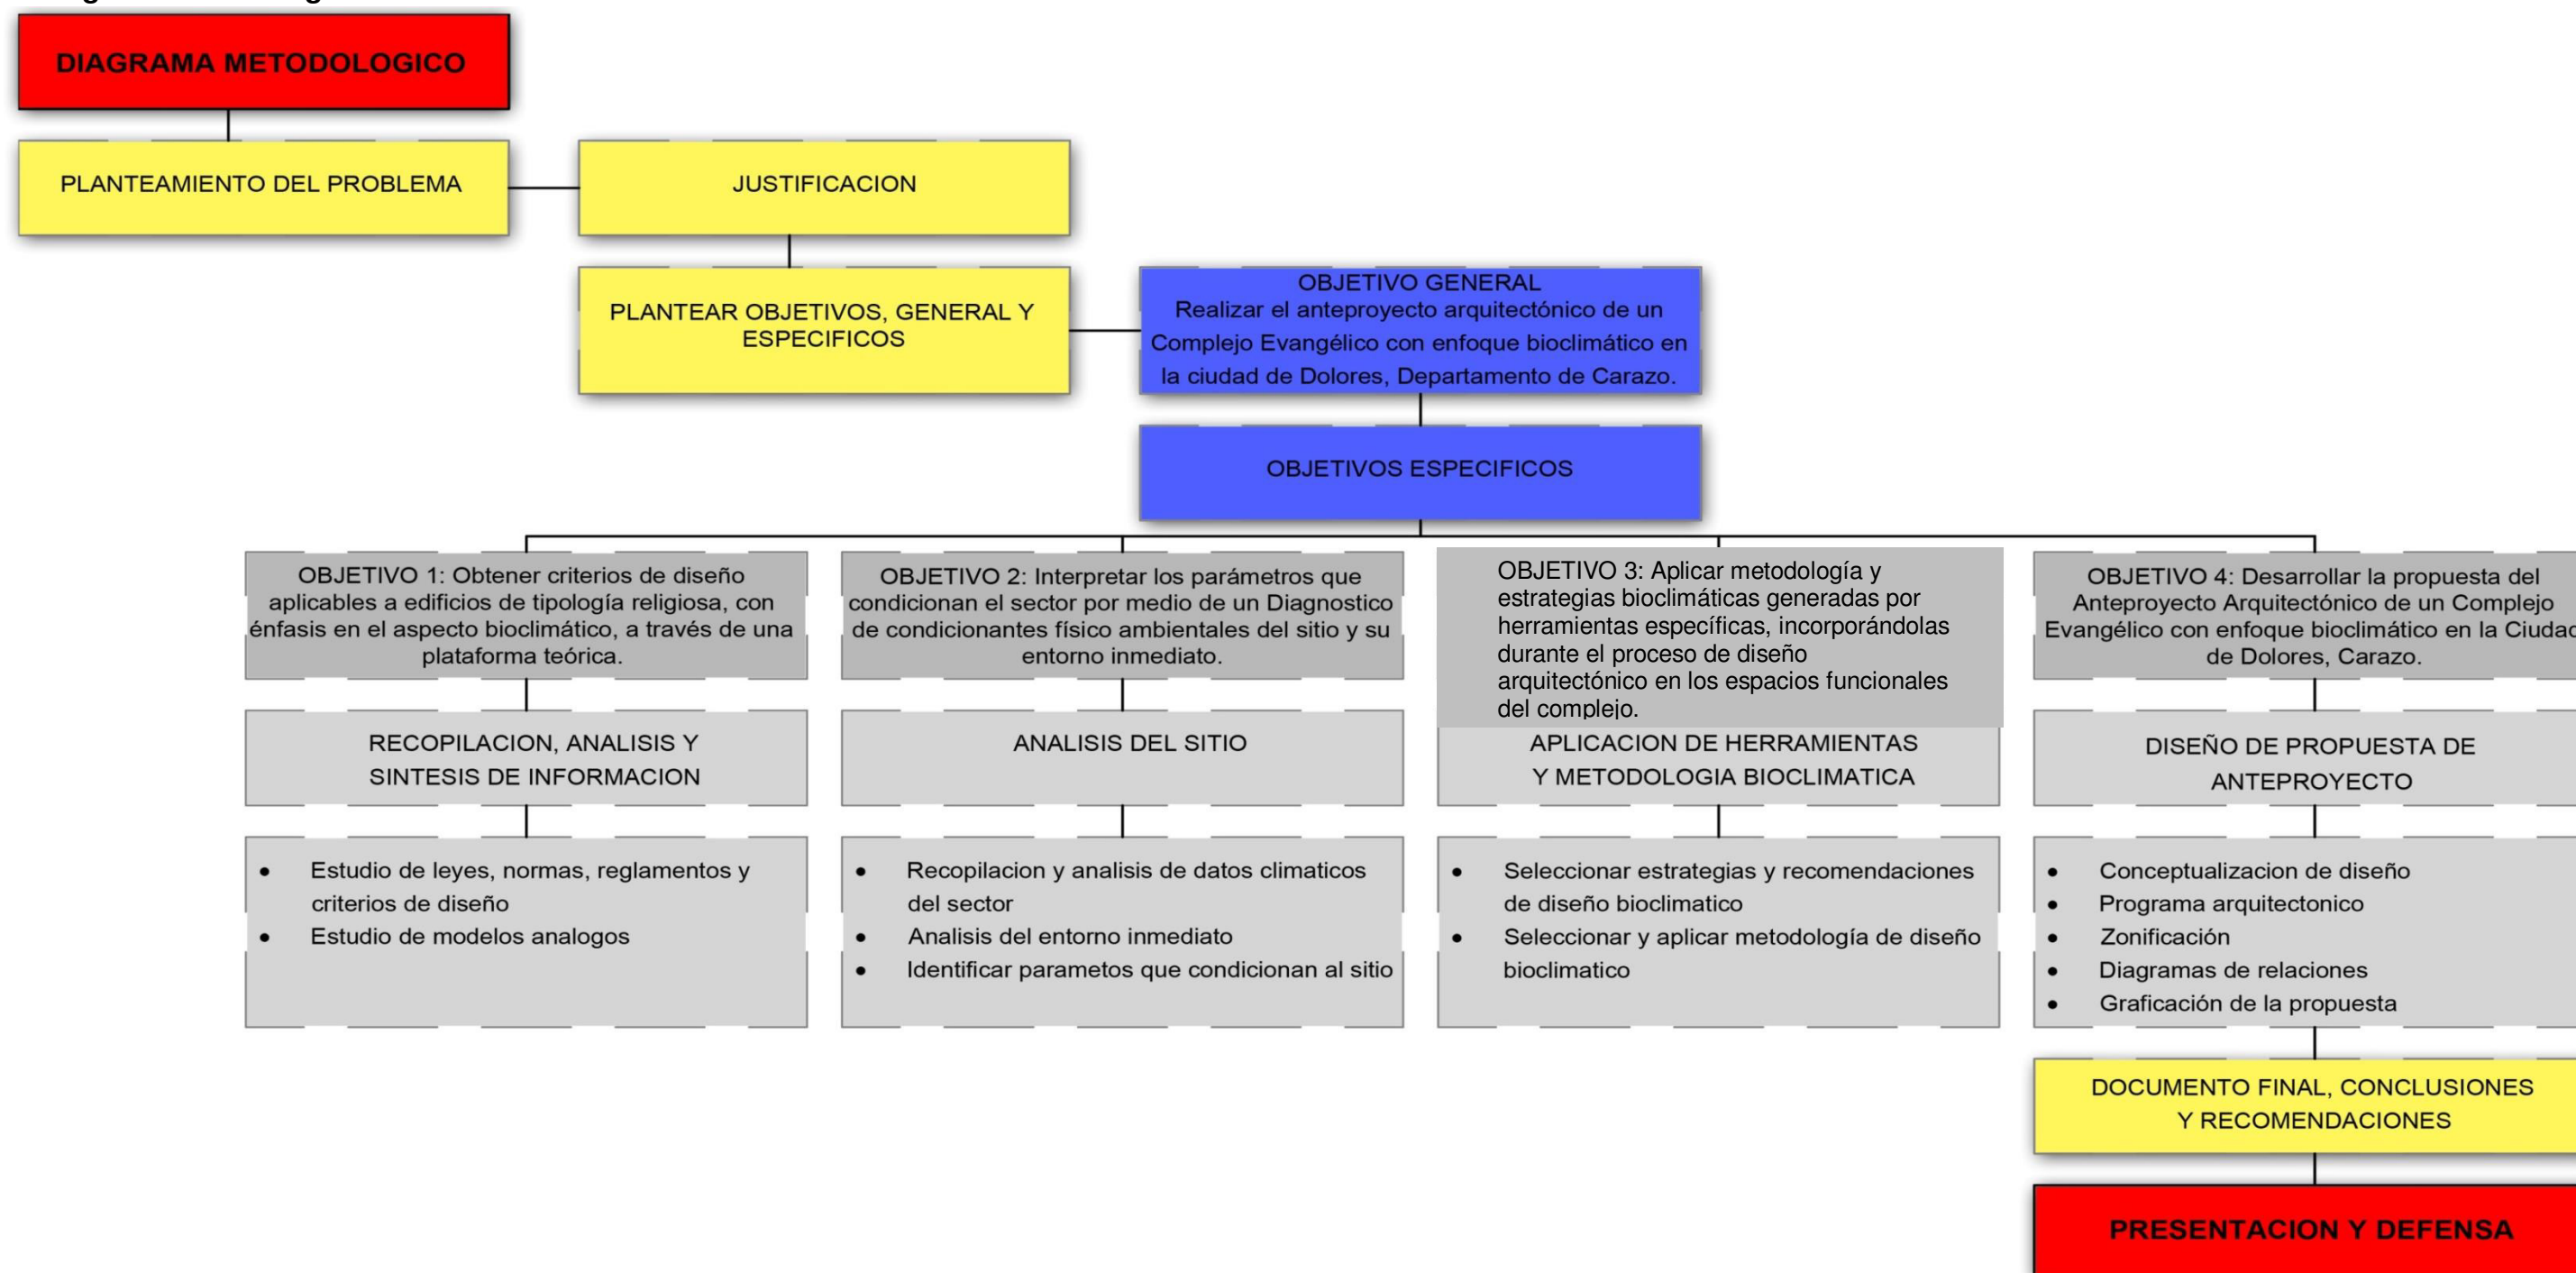 DIAGRAMA METODOLOGICO
PLANTEAMIENTO DEL PROBLEMA
JUSTIFICACION
PLANTEAR OBJETIVOS, GENERAL Y
ESPECIFICOS
OBJETIVO GENERAL
Realizar el anteproyecto arquitectónico de un
Complejo Evangélico con enfoque bioclimático en
la ciudad de Dolores, Departamento de Carazo.
OBJETIVOS ESPECIFICOS
OBJETIVO 1: Obtener criterios de diseño
aplicables a edificios de tipología religiosa, con
énfasis en el aspecto bioclimático, a través de una
plataforma teórica.
RECOPILACION, ANALISIS Y
SINTESIS DE INFORMACION
• Estudio de leyes, normas, reglamentos y
criterios de diseño
• Estudio de modelos analogos
OBJETIVO 2: Interpretar los parámetros que
condicionan el sector por medio de un Diagnostico
de condicionantes físico ambientales del sitio y su
entorno inmediato.
ANALISIS DEL SITIO
• Recopilacion y analisis de datos climaticos
del sector
• Analisis del entorno inmediato
• Identificar parametos que condicionan al sitio
OBJETIVO 3: Aplicar metodología y
estrategias bioclimáticas generadas por
herramientas específicas, incorporándolas
durante el proceso de diseño
arquitectónico en los espacios funcionales
del complejo.
APLICACION DE HERRAMIENTAS
Y METODOLOGIA BIOCLIMATICA
• Seleccionar estrategias y recomendaciones
de diseño bioclimatico
• Seleccionar y aplicar metodología de diseño
bioclimatico
OBJETIVO 4: Desarrollar la propuesta del
Anteproyecto Arquitectónico de un Complejo
Evangélico con enfoque bioclimático en la Ciudad
de Dolores, Carazo.
DISEÑO DE PROPUESTA DE
ANTEPROYECTO
• Conceptualizacion de diseño
• Programa arquitectonico
• Zonificación
• Diagramas de relaciones
• Graficación de la propuesta
DOCUMENTO FINAL, CONCLUSIONES
Y RECOMENDACIONES
PRESENTACION Y DEFENSA